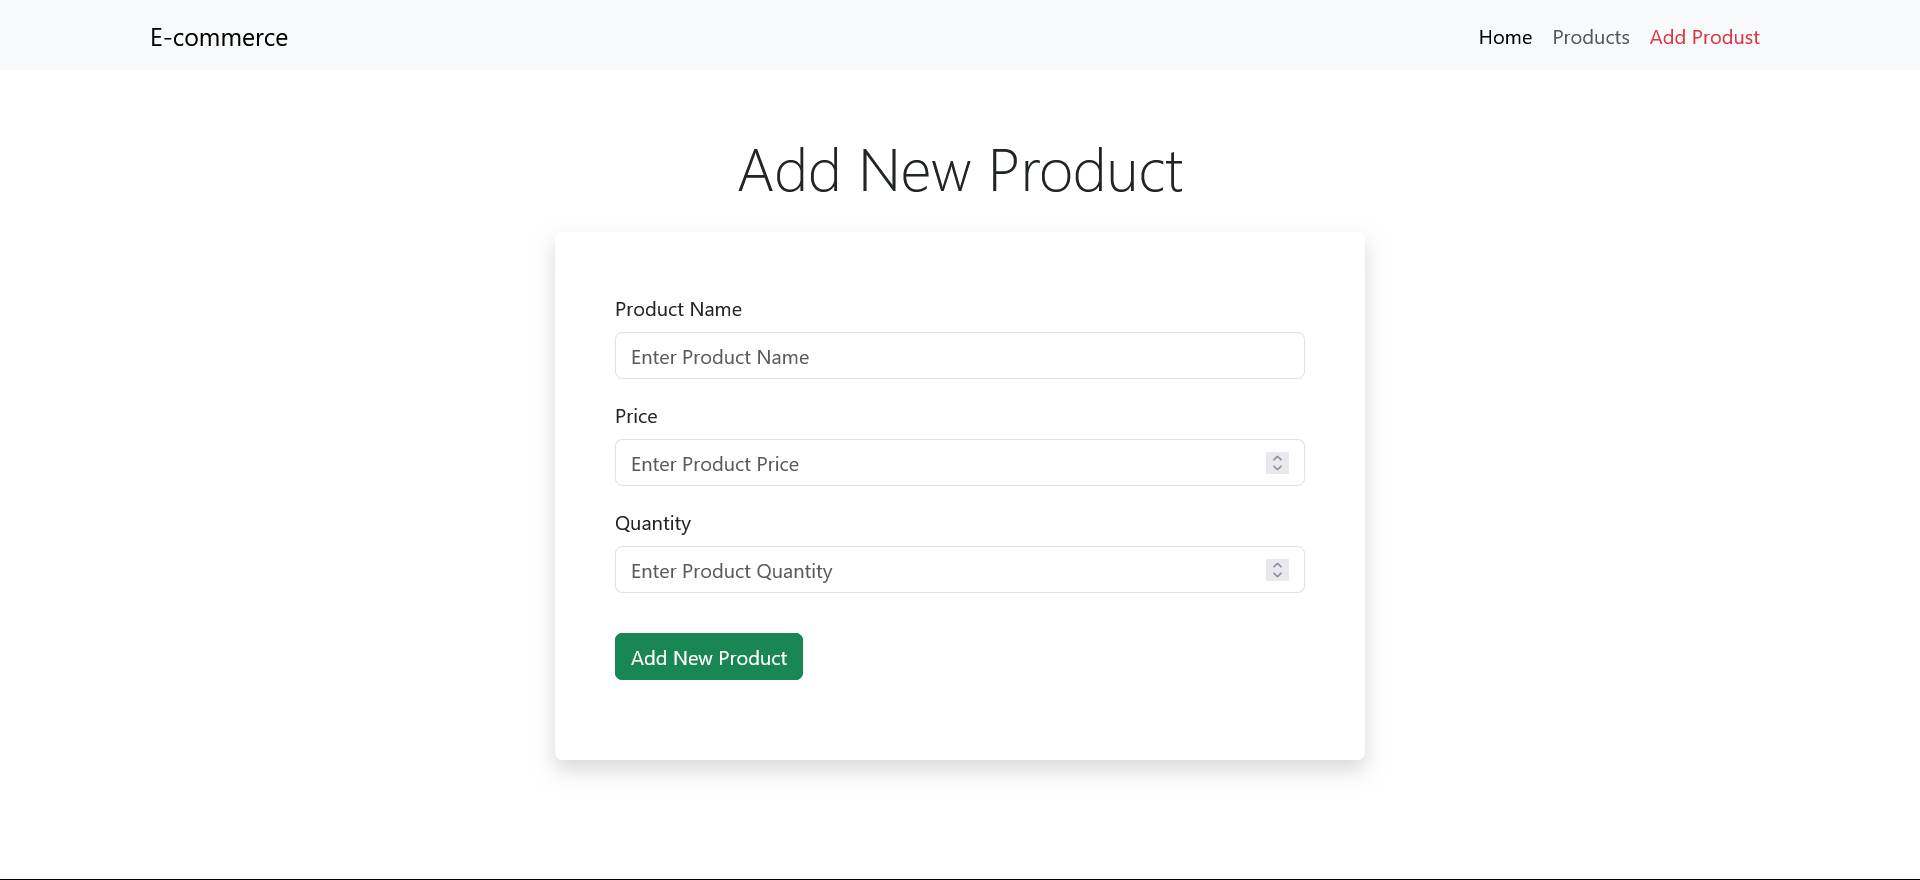 E-commerce
Home Products Add Produst
Add New Product
Product Name
Enter Product Name
Price
Enter Product Price
Quantity
Enter Product Quantity
Add New Product